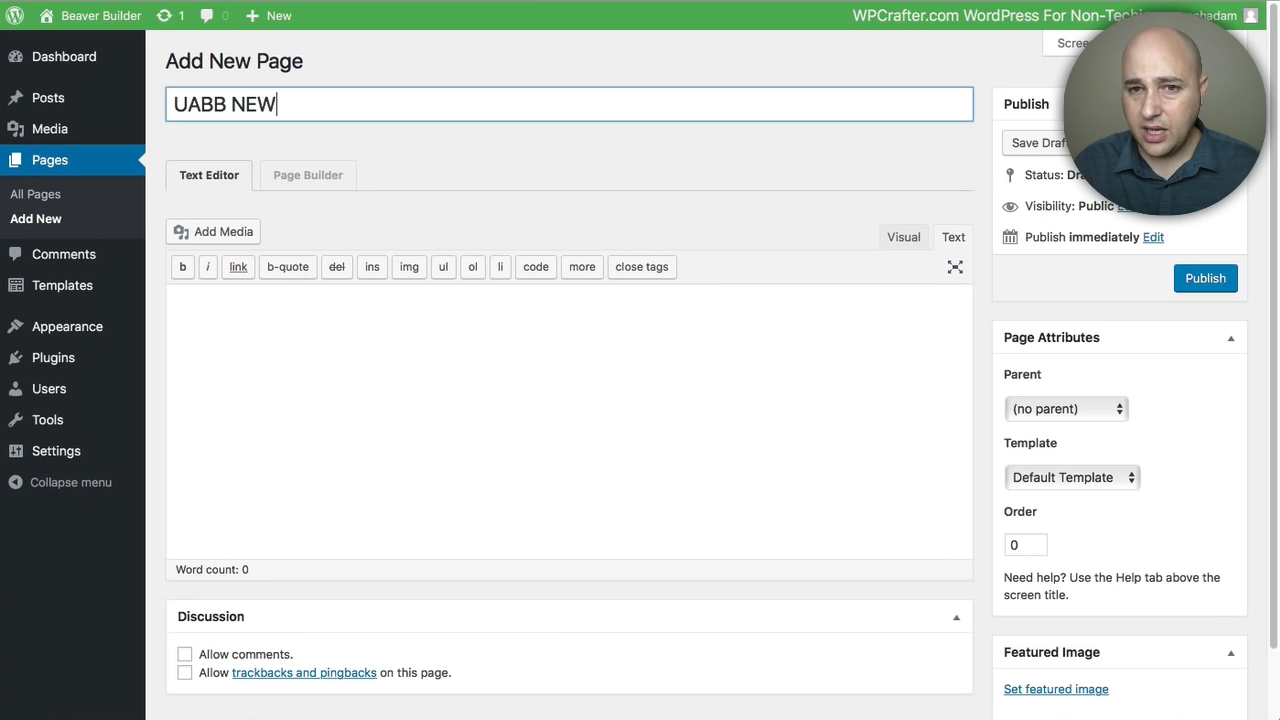 Beaver Builder 1 0 New WPCrafter.com WordPress For Non-Techi
adam
Dashboard
Posts
Media
Pages
All Pages
Add New
Comments
Templates
Appearance
Plugins
Users
Tools
Settings
Collapse menu
Add New Page
UABB NEW
Text Editor Page Builder
Add Media
Visual Text
b i link b-quote del ins img ul ol li code more close tags
Word count: 0
Discussion
Allow comments.
Allow trackbacks and pingbacks on this page.
Publish
Save Draf
Status: Dra
Visibility: Public
Publish immediately Edit
Publish
Page Attributes
Parent
(no parent)
Template
Default Template
Order
0
Need help? Use the Help tab above the
screen title.
Featured Image
Set featured image